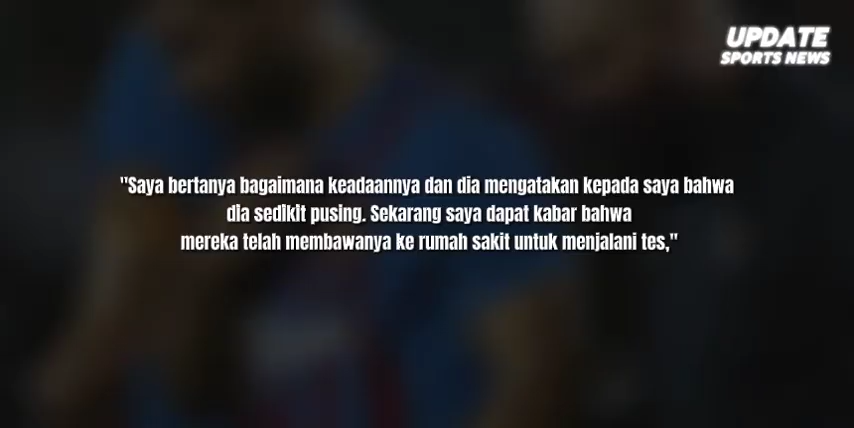 UPDATE
SPORTS NEWS
"Saya bertanya bagaimana keadaannya dan dia mengatakan kepada saya bahwa
dia sedikit pusing. Sekarang saya dapat kabar bahwa
mereka telah membawanya ke rumah sakit untuk menjalani tes,"